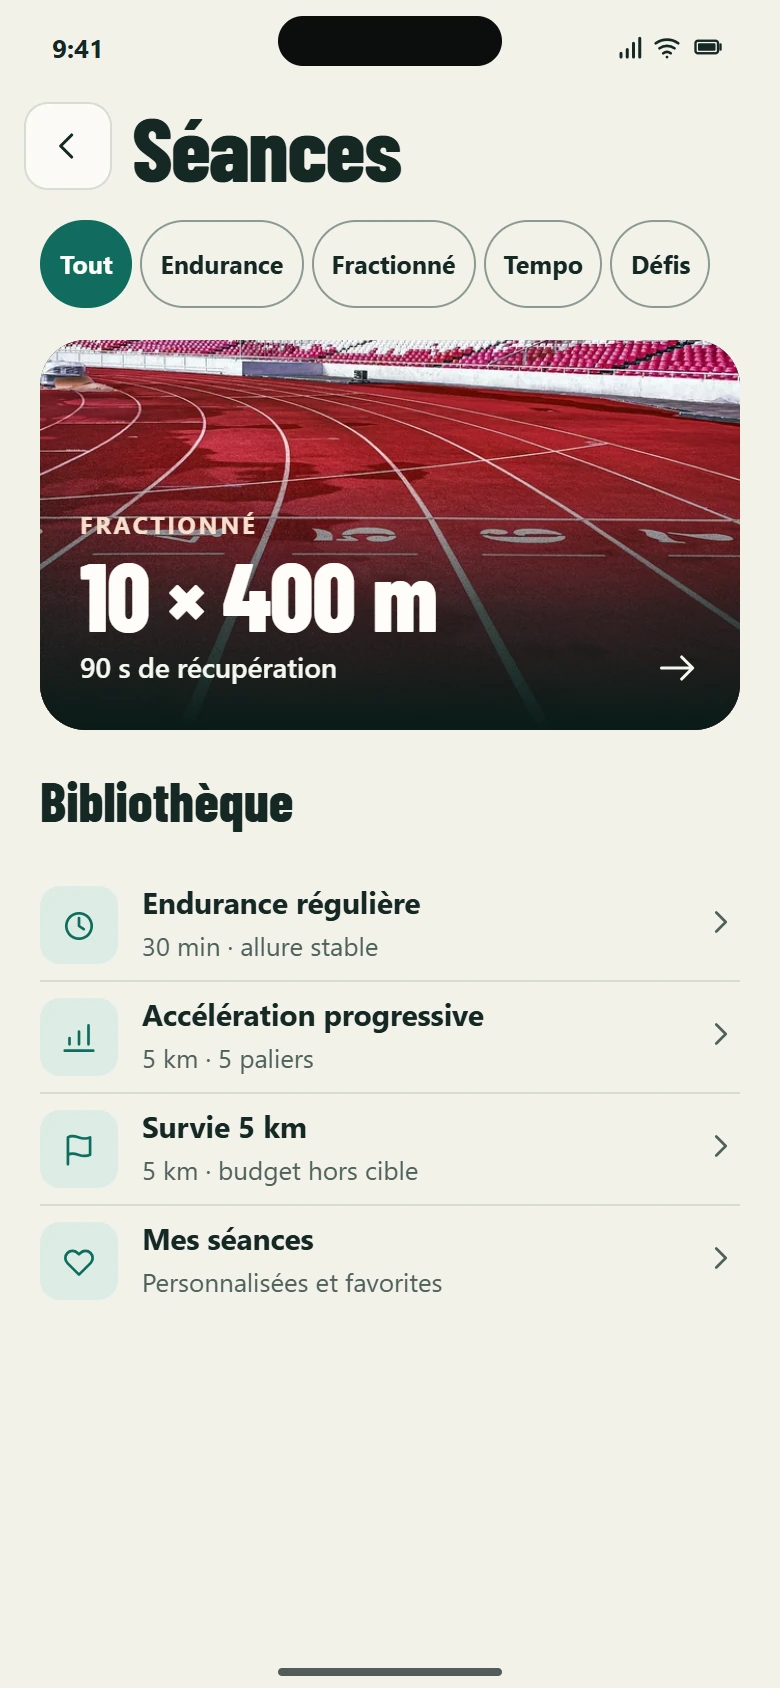 9:41
Séances
Tout
Endurance
Fractionné
Tempo
Défis
FRACTIONNÉ
10 × 400 m
90 s de récupération
Bibliothèque
Endurance régulière
30 min · allure stable
Accélération progressive
5 km · 5 paliers
Survie 5 km
5 km · budget hors cible
Mes séances
Personnalisées et favorites